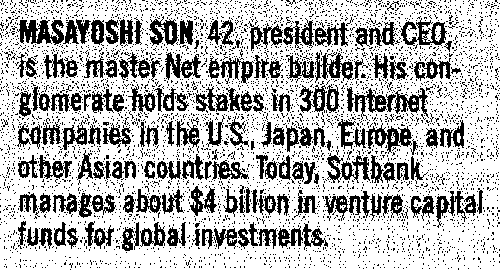 MASAYOSHI SON, 42, president and CEO,
is the master Net empire builder. His con-
glomerate holds stakes in 300 Internet
companies in the U.S., Japan, Europe, and
other Asian countries. Today, Softbank
manages about $4 billion in venture capital
funds for global investments.